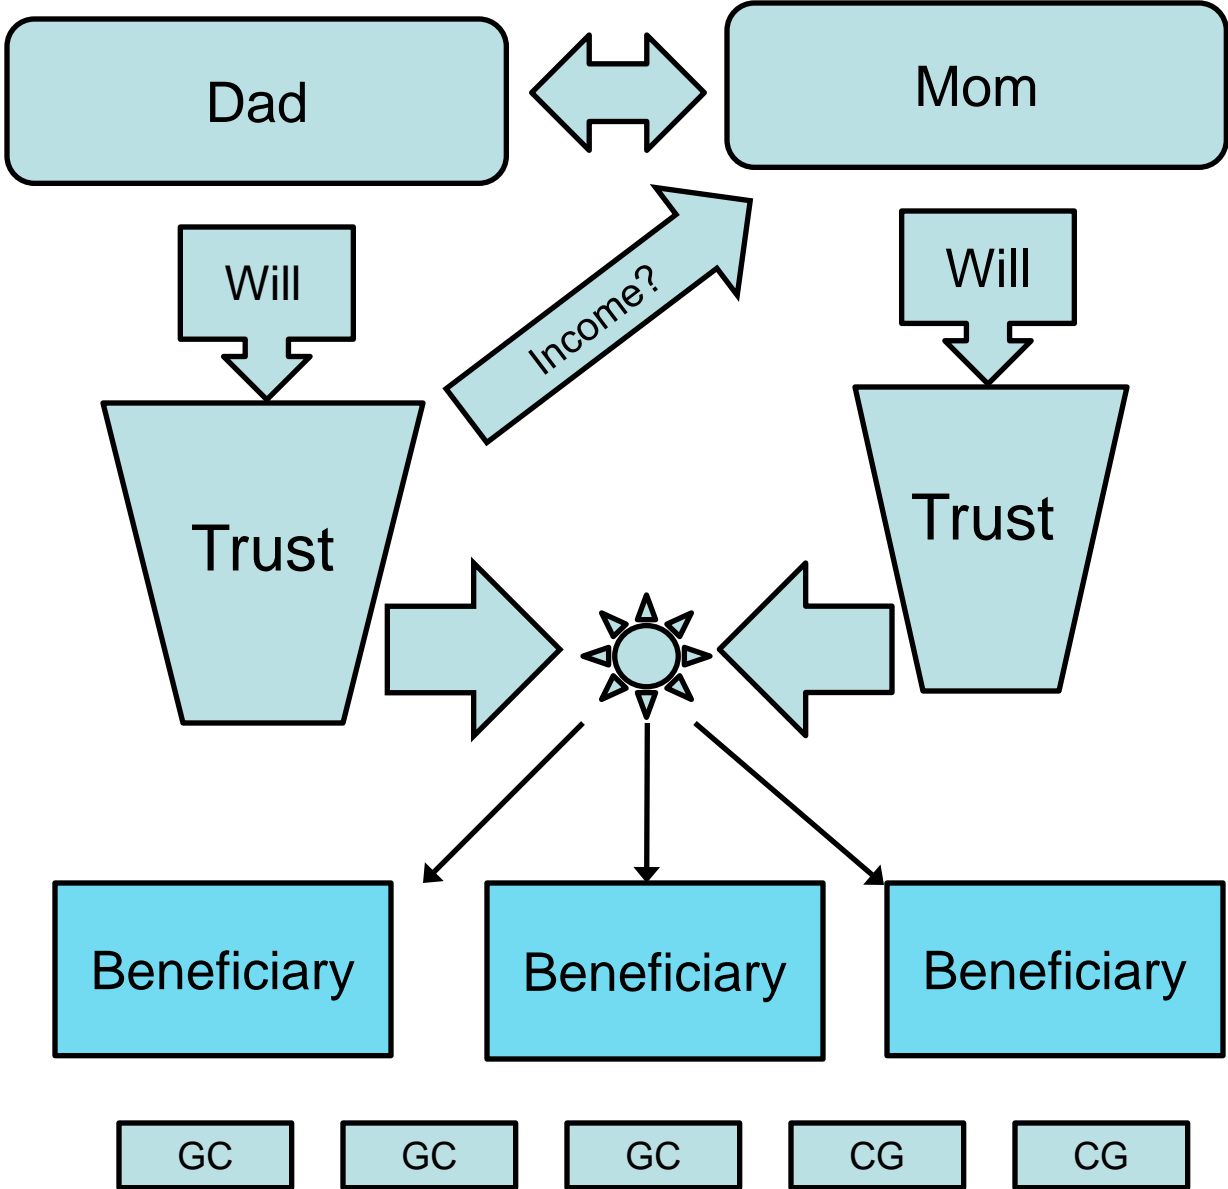 Dad
Mom
Will
Will
Income?
Trust
Trust
Beneficiary
Beneficiary
Beneficiary
GC
GC
GC
CG
CG